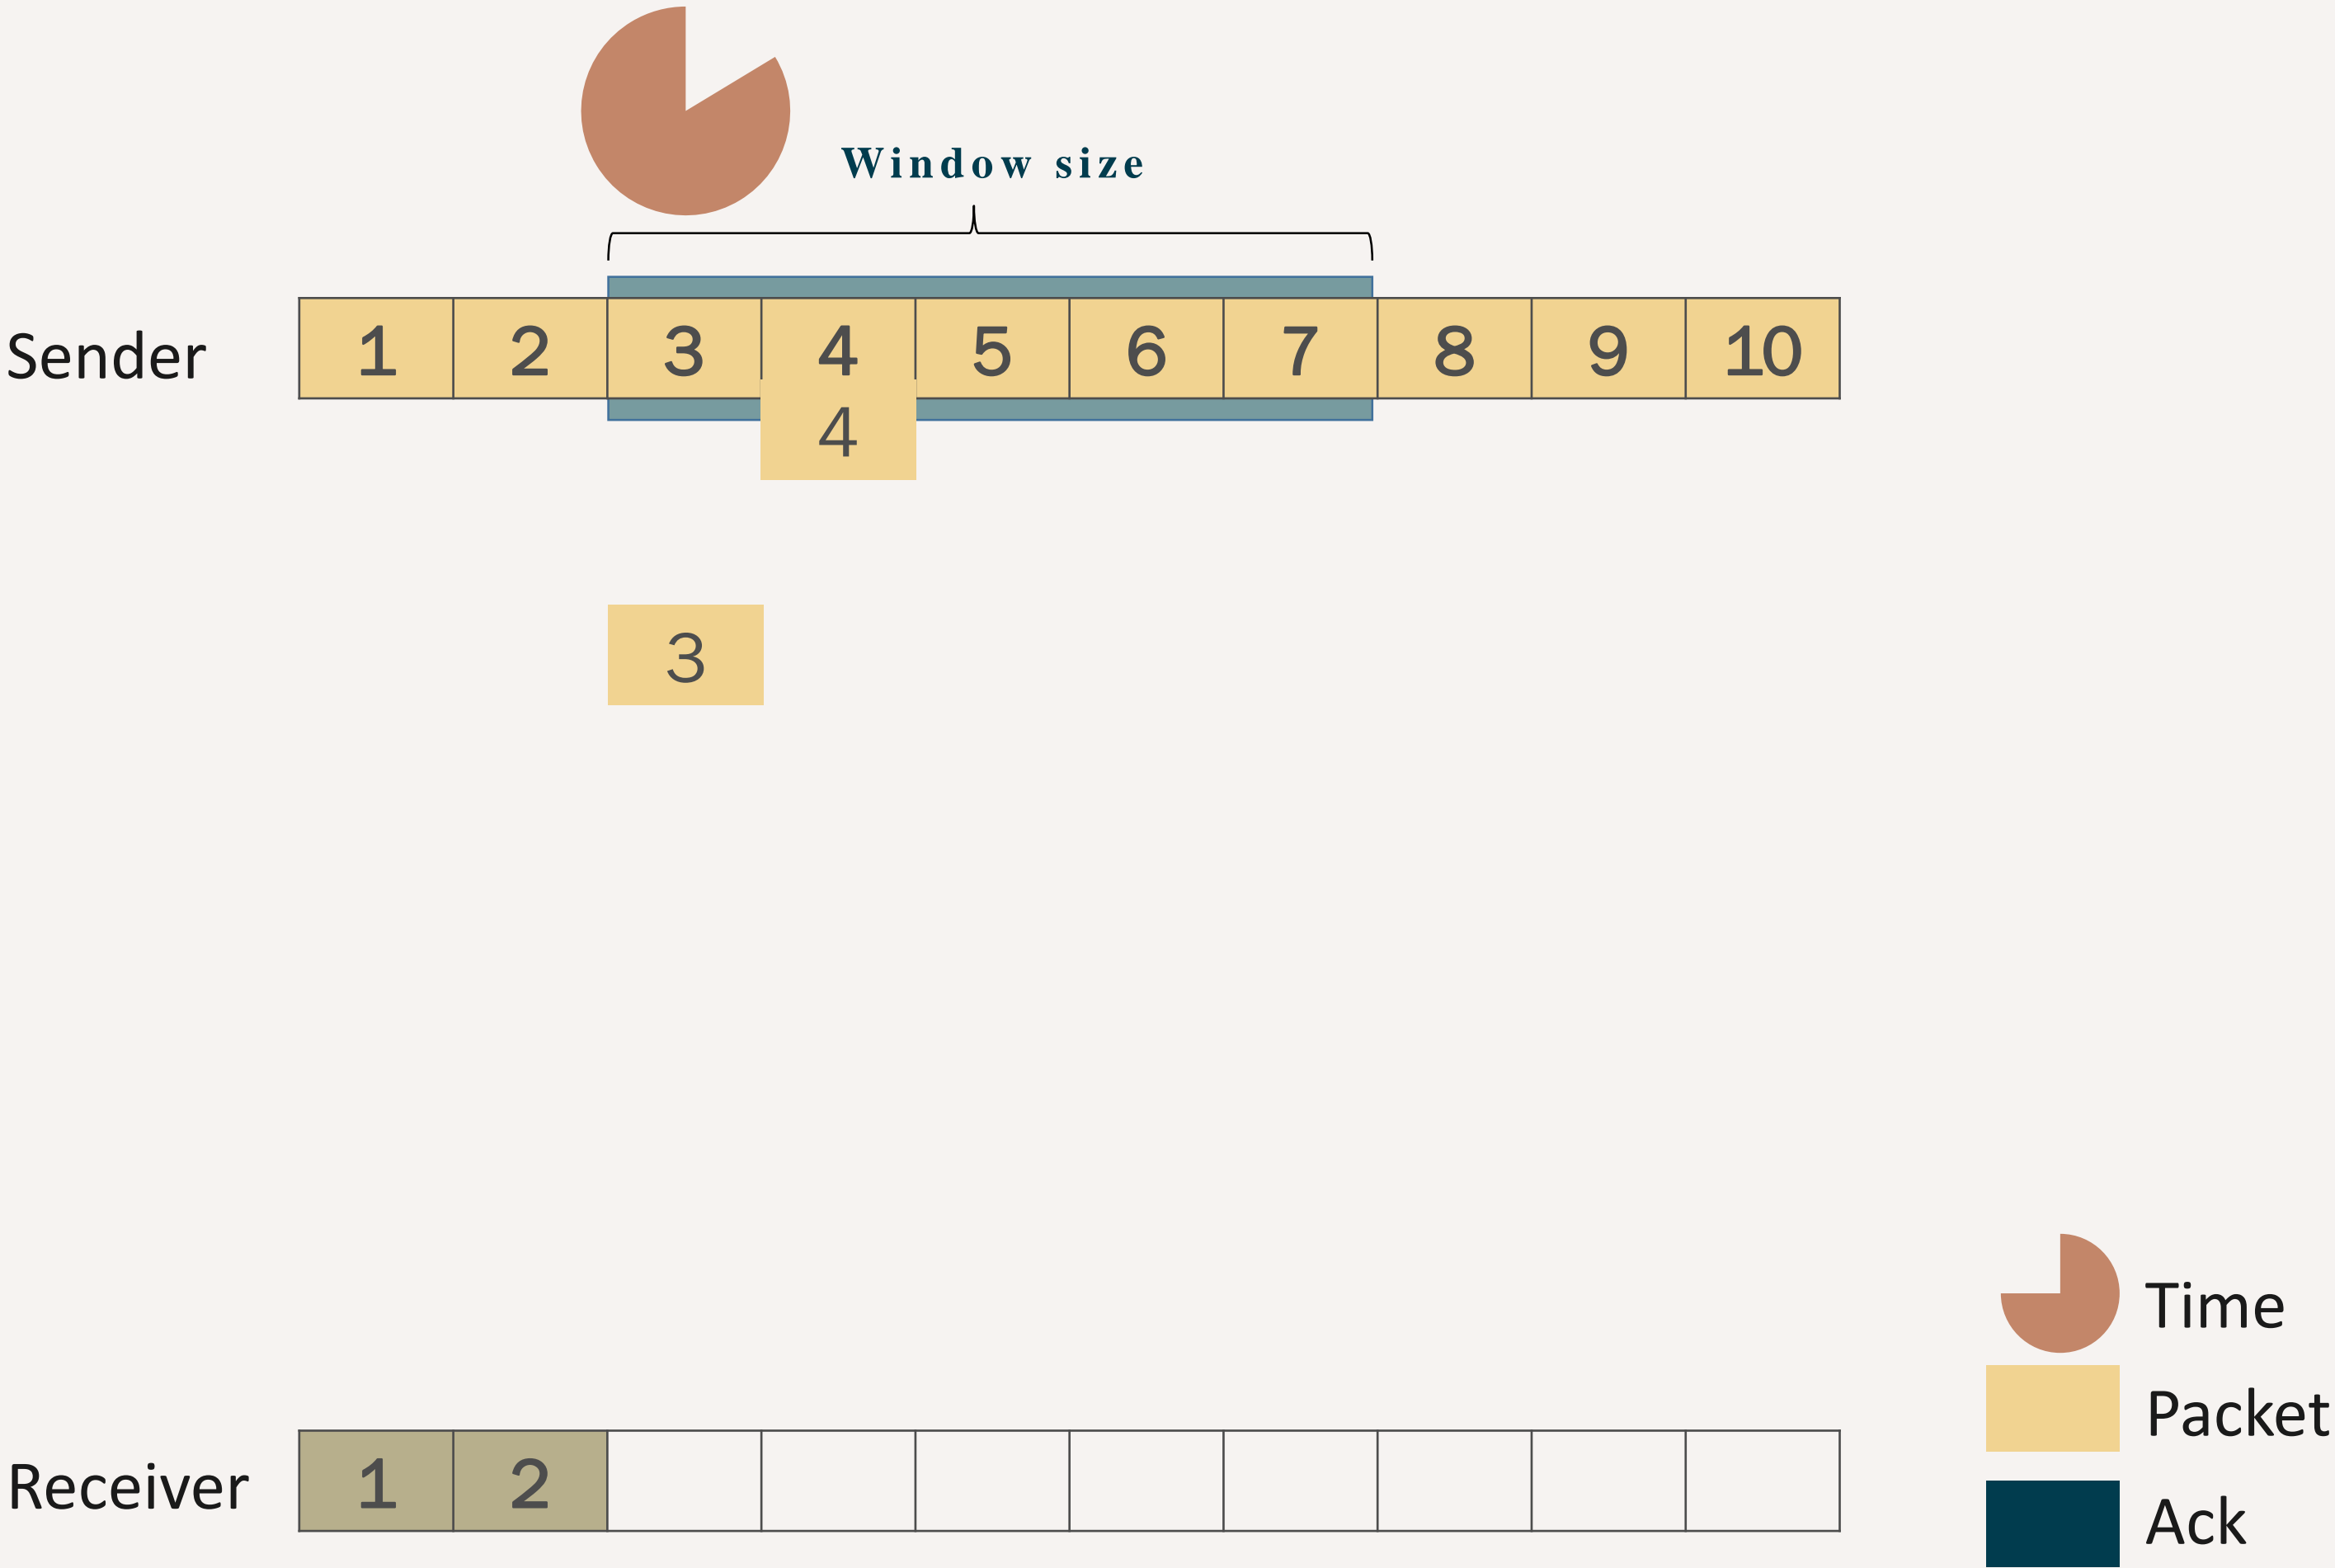 Window size
Sender 1 2 3 4 5 6 7 8 9 10
4
3
Time
Packet
Receiver 1 2
Ack